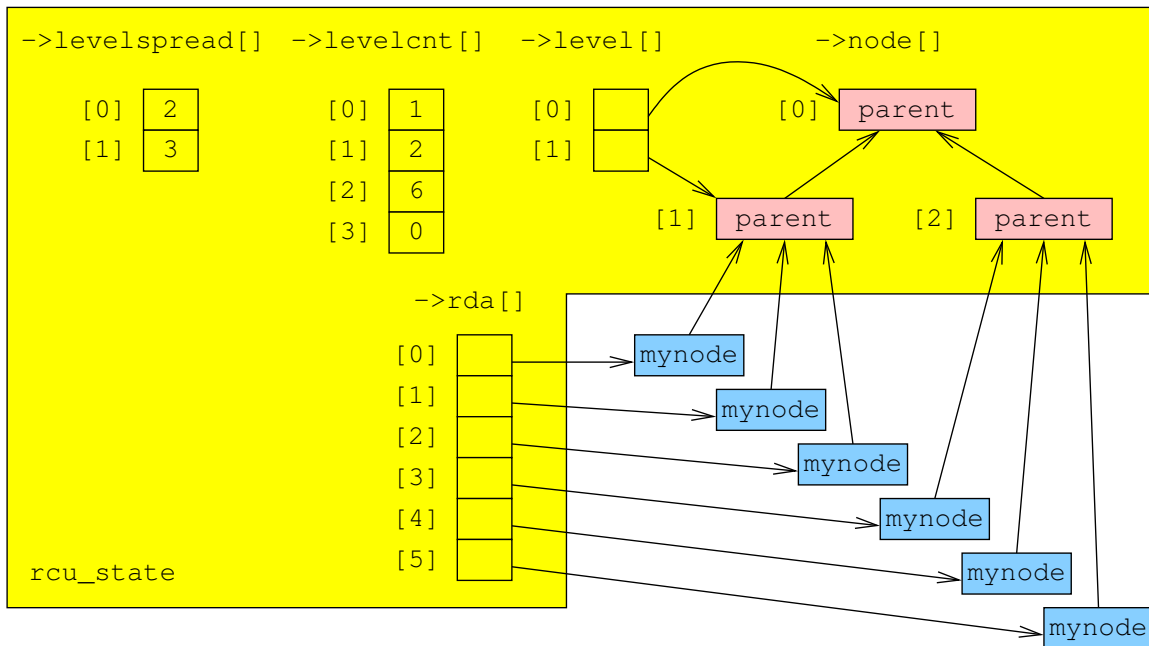 ->levelspread[] ->levelcnt[] ->level[] ->node[]
[0] 2 [0] 1 [0] [0] parent
[1] 3 [1] 2 [1]
[2] 6
[1] parent [2] parent
[3] 0
->rda[]
[0] mynode
[1] mynode
[2] mynode
[3] mynode
[4] mynode
[5] mynode
rcu_state